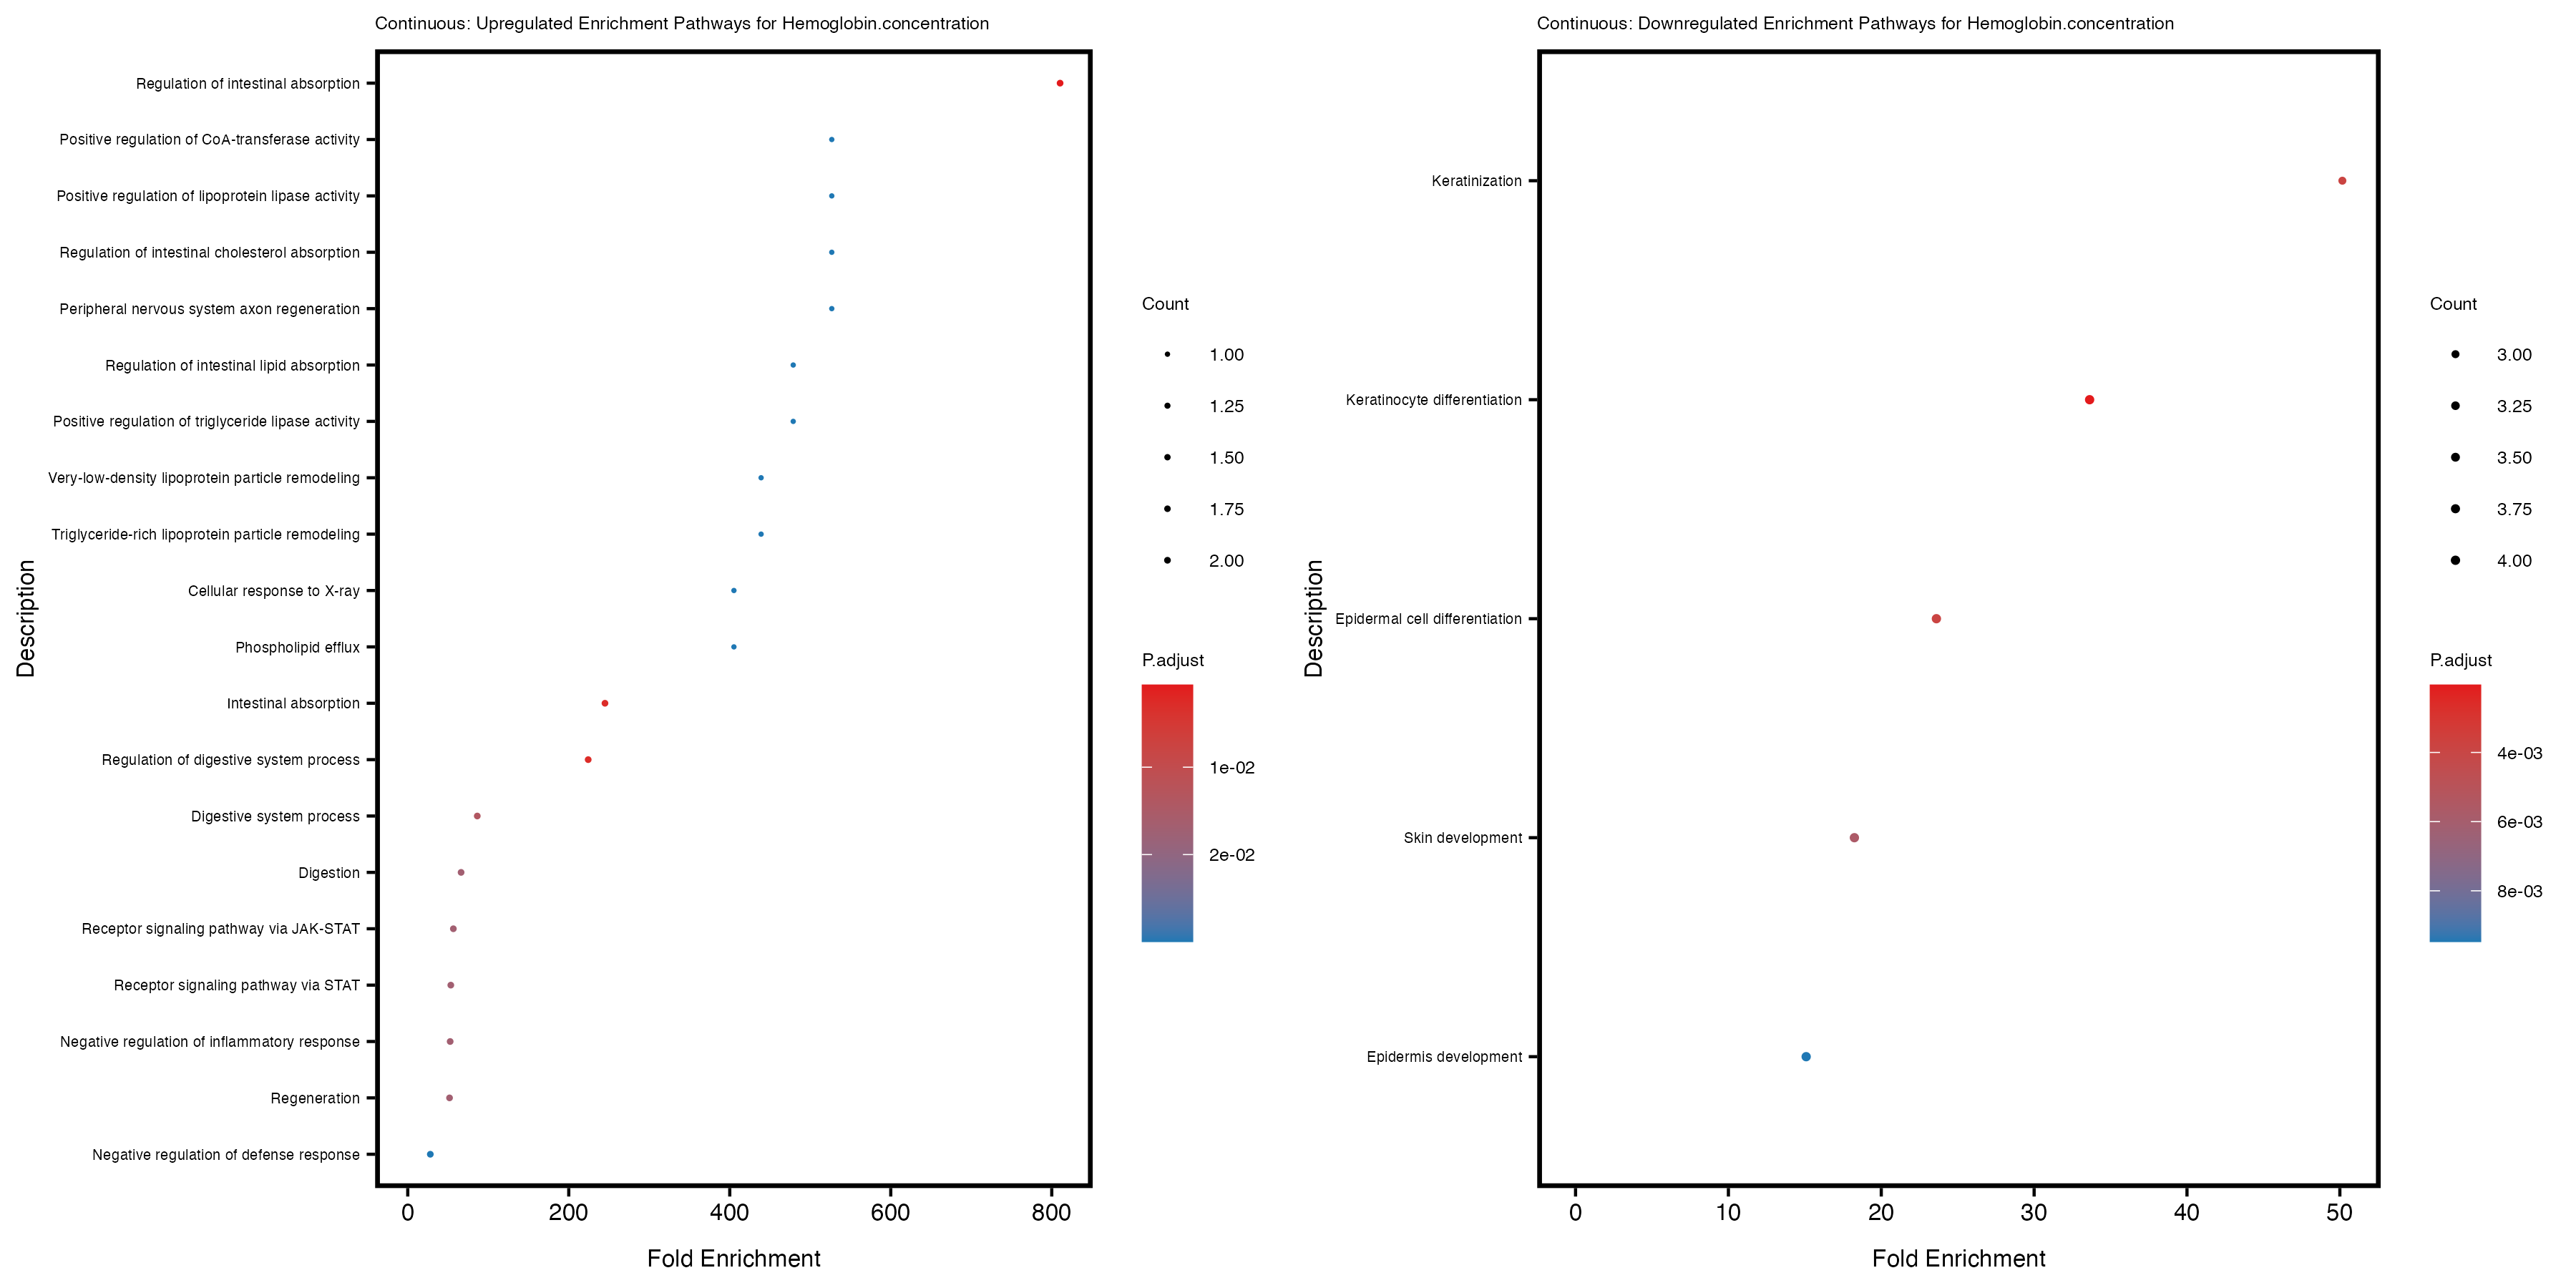 Continuous: Upregulated Enrichment Pathways for Hemoglobin.concentration
Description
Regulation of intestinal absorption
Positive regulation of CoA-transferase activity
Positive regulation of lipoprotein lipase activity
Regulation of intestinal cholesterol absorption
Peripheral nervous system axon regeneration
Regulation of intestinal lipid absorption
Positive regulation of triglyceride lipase activity
Very-low-density lipoprotein particle remodeling
Triglyceride-rich lipoprotein particle remodeling
Cellular response to X-ray
Phospholipid efflux
Intestinal absorption
Regulation of digestive system process
Digestive system process
Digestion
Receptor signaling pathway via JAK-STAT
Receptor signaling pathway via STAT
Negative regulation of inflammatory response
Regeneration
Negative regulation of defense response
0 200 400 600 800
Fold Enrichment
Count
1.00
1.25
1.50
1.75
2.00
P.adjust
1e-02
2e-02
Continuous: Downregulated Enrichment Pathways for Hemoglobin.concentration
Description
Keratinization
Keratinocyte differentiation
Epidermal cell differentiation
Skin development
Epidermis development
0 10 20 30 40 50
Fold Enrichment
Count
3.00
3.25
3.50
3.75
4.00
P.adjust
4e-03
6e-03
8e-03